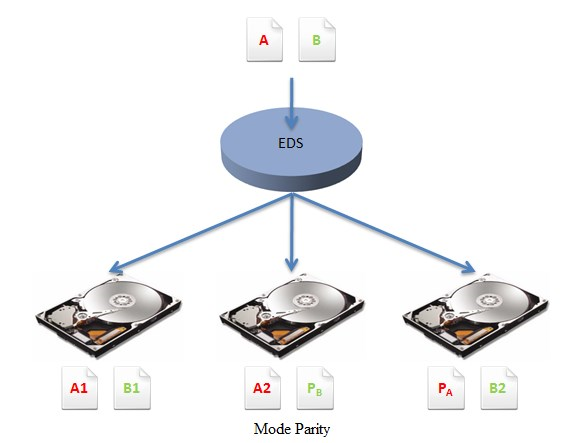 A B
EDS
A1 B1 A2 PB PA B2
Mode Parity